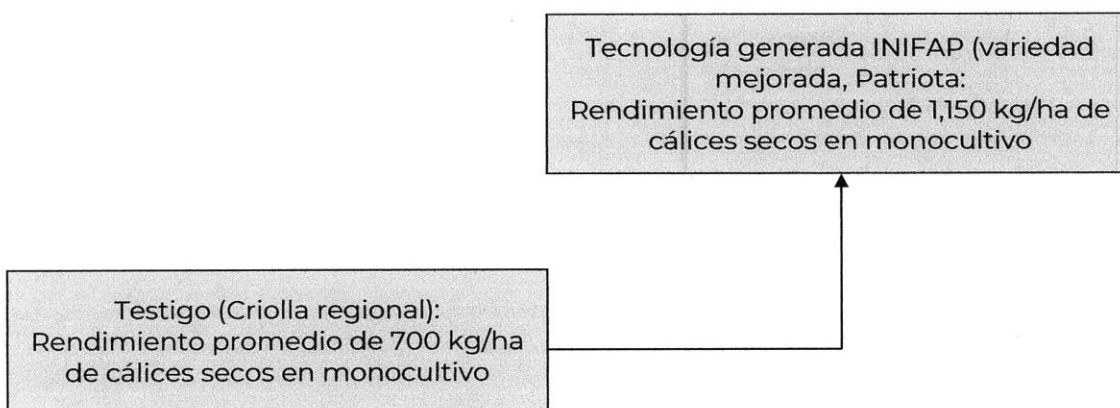 Tecnología generada INIFAP (variedad
mejorada, Patriota:
Rendimiento promedio de 1,150 kg/ha de
cálices secos en monocultivo
Testigo (Criolla regional):
Rendimiento promedio de 700 kg/ha
de cálices secos en monocultivo